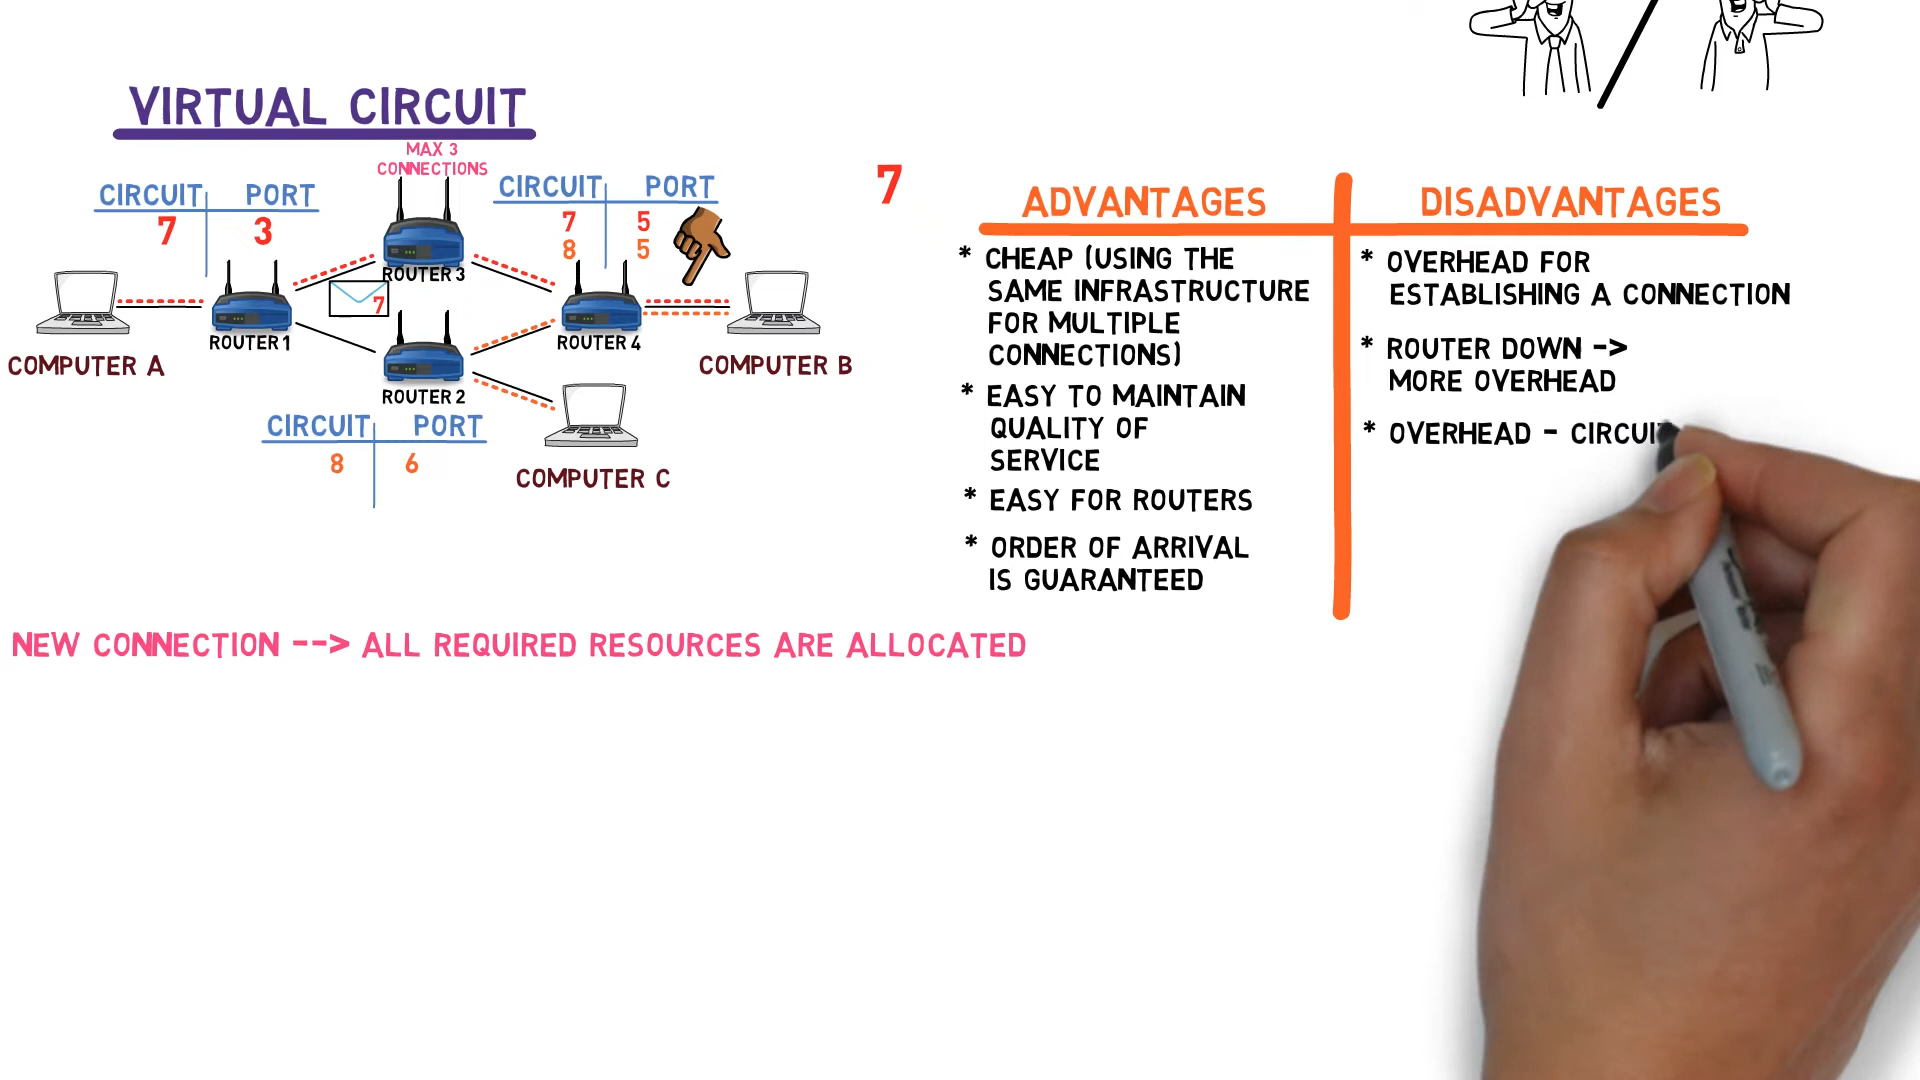 VIRTUAL CIRCUIT
MAX 3
CONNECTIONS
CIRCUIT PORT
7 3
CIRCUIT PORT
7 5
8 5
ROUTER 3
7
ROUTER 1
ROUTER 4
COMPUTER A
COMPUTER B
ROUTER 2
CIRCUIT PORT
8 6
COMPUTER C
NEW CONNECTION --> ALL REQUIRED RESOURCES ARE ALLOCATED
7
ADVANTAGES
* CHEAP (USING THE
SAME INFRASTRUCTURE
FOR MULTIPLE
CONNECTIONS)
* EASY TO MAINTAIN
QUALITY OF
SERVICE
* EASY FOR ROUTERS
* ORDER OF ARRIVAL
IS GUARANTEED
DISADVANTAGES
* OVERHEAD FOR
ESTABLISHING A CONNECTION
* ROUTER DOWN ->
MORE OVERHEAD
* OVERHEAD - CIRCUI